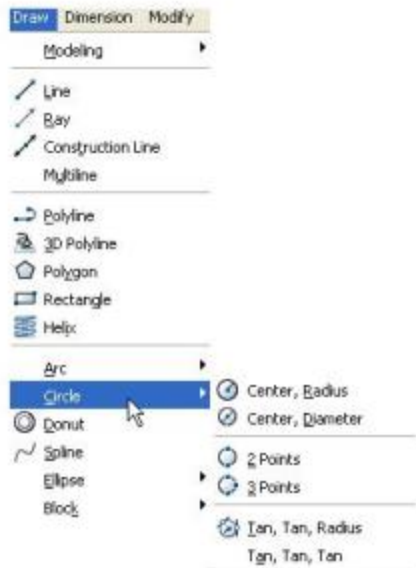 Draw Dimension Modify
Modeling
Line
Ray
Construction Line
Multiline
Polyline
3D Polyline
Polygon
Rectangle
Helix
Arc
Circle
Donut
Spline
Ellipse
Block
Center, Radius
Center, Diameter
2 Points
3 Points
Tan, Tan, Radius
Tan, Tan, Tan